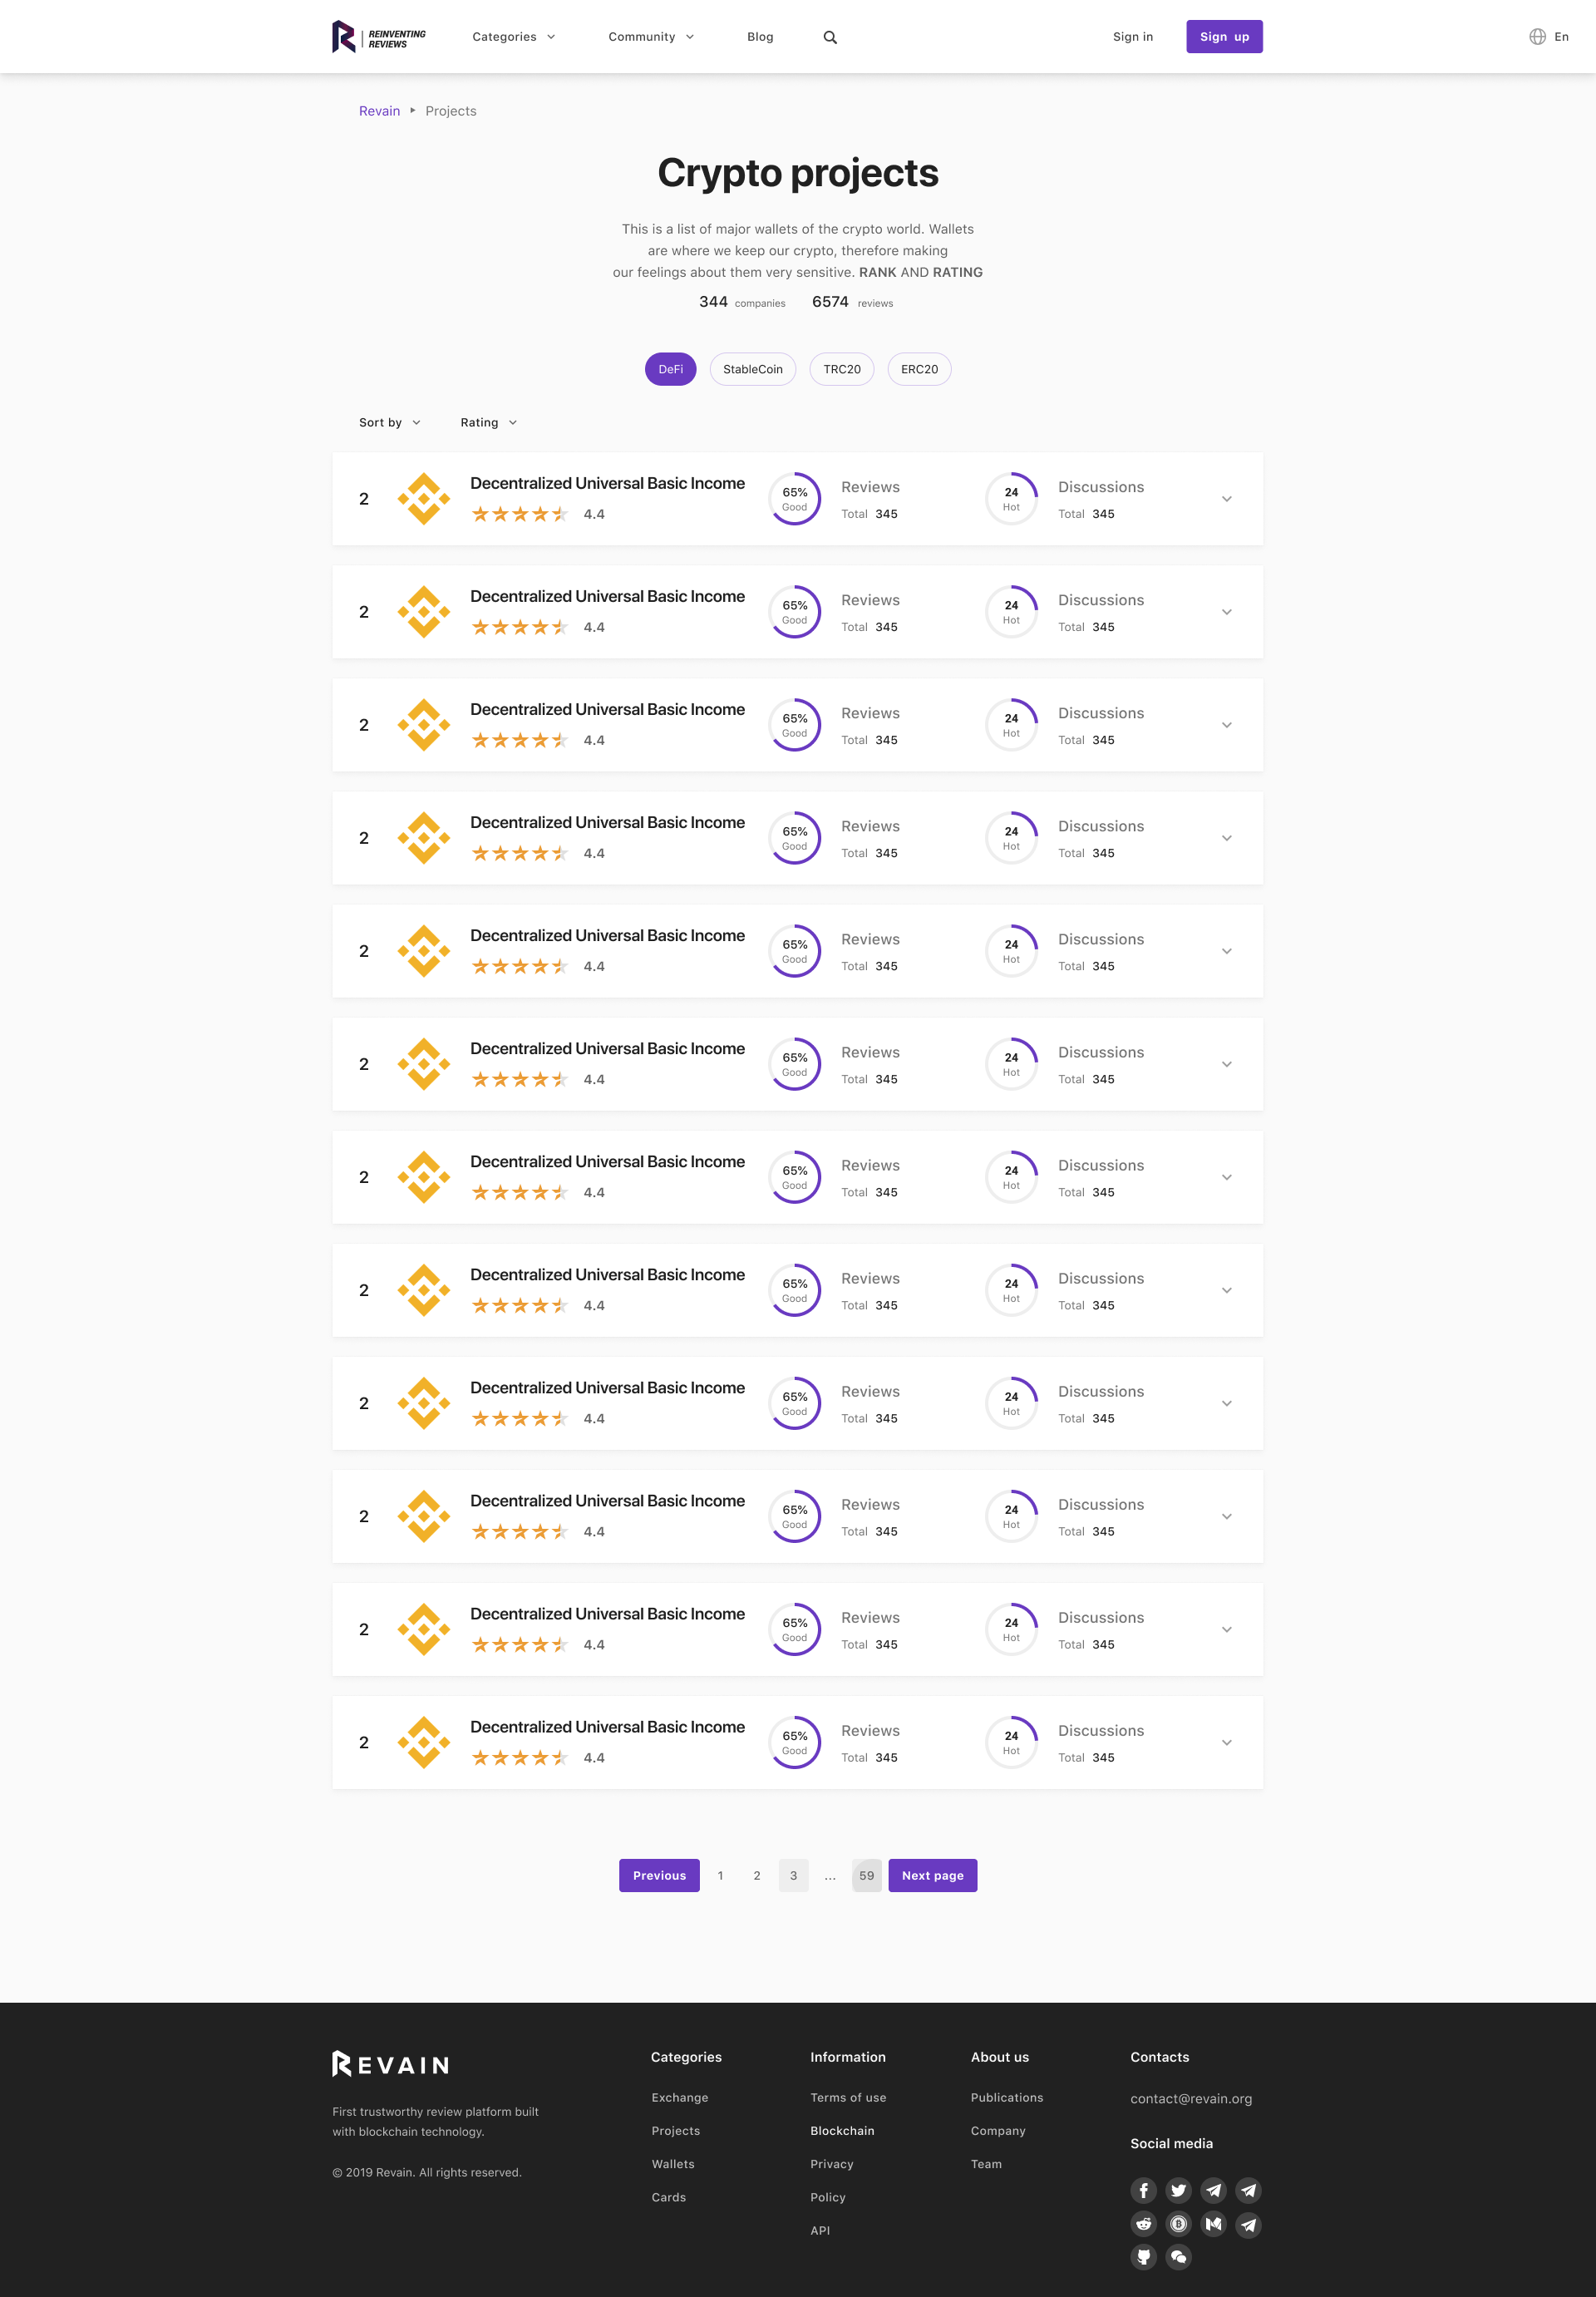 REINVENTING
REVIEWS
Categories Community Blog Sign in Sign up En
Revain Projects
Crypto projects
This is a list of major wallets of the crypto world. Wallets
are where we keep our crypto, therefore making
our feelings about them very sensitive. RANK AND RATING
344 companies 6574 reviews
DeFi StableCoin TRC20 ERC20
Sort by Rating
Decentralized Universal Basic Income
2 65% Good Reviews 24 Hot Discussions
4.4 Total 345 Total 345
Decentralized Universal Basic Income
2 65% Good Reviews 24 Hot Discussions
4.4 Total 345 Total 345
Decentralized Universal Basic Income
2 65% Good Reviews 24 Hot Discussions
4.4 Total 345 Total 345
Decentralized Universal Basic Income
2 65% Good Reviews 24 Hot Discussions
4.4 Total 345 Total 345
Decentralized Universal Basic Income
2 65% Good Reviews 24 Hot Discussions
4.4 Total 345 Total 345
Decentralized Universal Basic Income
2 65% Good Reviews 24 Hot Discussions
4.4 Total 345 Total 345
Decentralized Universal Basic Income
2 65% Good Reviews 24 Hot Discussions
4.4 Total 345 Total 345
Decentralized Universal Basic Income
2 65% Good Reviews 24 Hot Discussions
4.4 Total 345 Total 345
Decentralized Universal Basic Income
2 65% Good Reviews 24 Hot Discussions
4.4 Total 345 Total 345
Decentralized Universal Basic Income
2 65% Good Reviews 24 Hot Discussions
4.4 Total 345 Total 345
Decentralized Universal Basic Income
2 65% Good Reviews 24 Hot Discussions
4.4 Total 345 Total 345
Decentralized Universal Basic Income
2 65% Good Reviews 24 Hot Discussions
4.4 Total 345 Total 345
Previous 1 2 3 ... 59 Next page
REVAIN
First trustworthy review platform built
with blockchain technology.
© 2019 Revain. All rights reserved.
Categories
Exchange
Projects
Wallets
Cards
Information
Terms of use
Blockchain
Privacy
Policy
API
About us
Publications
Company
Team
Contacts
contact@revain.org
Social media